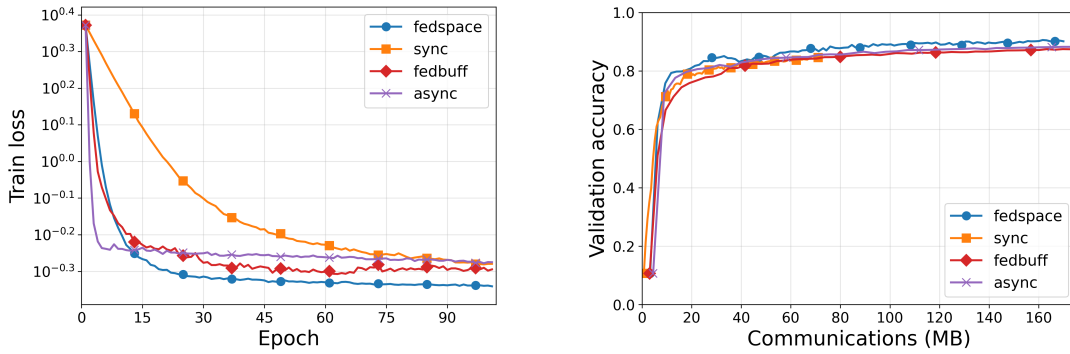 Train loss
10^0.4
10^0.3
10^0.2
10^0.1
10^0.0
10^−0.1
10^−0.2
10^−0.3
0 15 30 45 60 75 90
Epoch
fedspace
sync
fedbuff
async
Validation accuracy
1.0
0.8
0.6
0.4
0.2
0.0
0 20 40 60 80 100 120 140 160
Communications (MB)
fedspace
sync
fedbuff
async